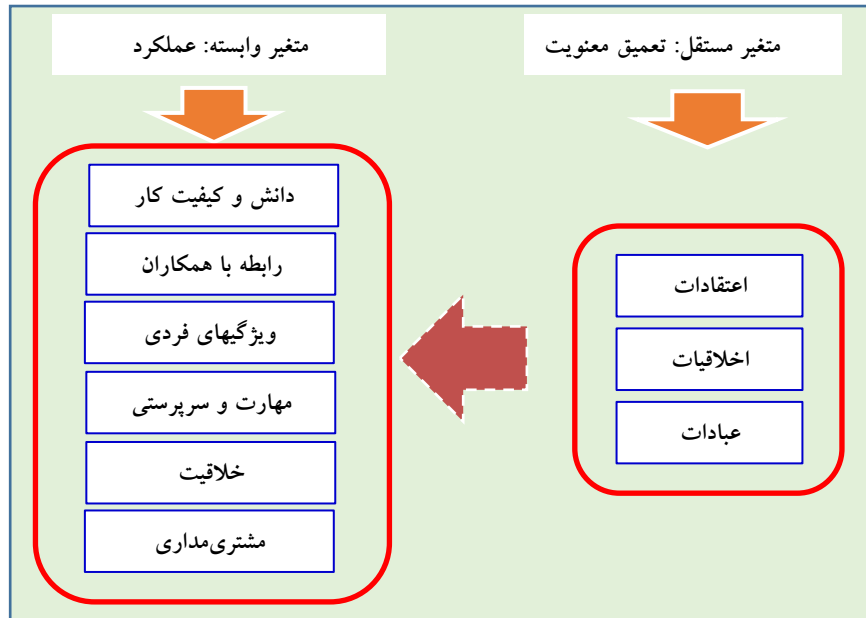 متغیر مستقل: تعمیق معنویت
اعتقادات
اخلاقیات
عبادات
متغیر وابسته: عملکرد
دانش و کیفیت کار
رابطه با همکاران
ویژگیهای فردی
مهارت و سرپرستی
خلاقیت
مشتری‌مداری